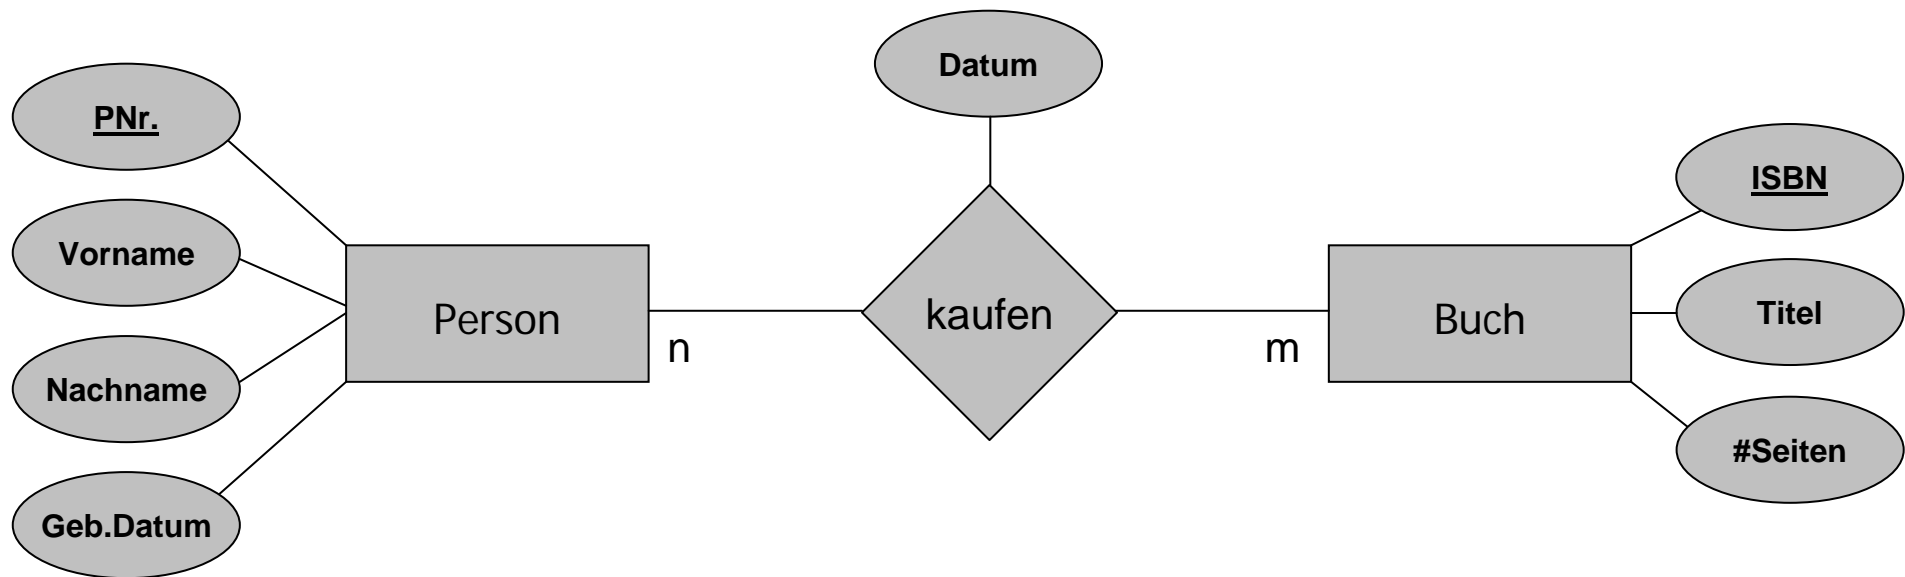 PNr.
Vorname
Nachname
Geb.Datum
Person
n
Datum
kaufen
m
Buch
ISBN
Titel
#Seiten